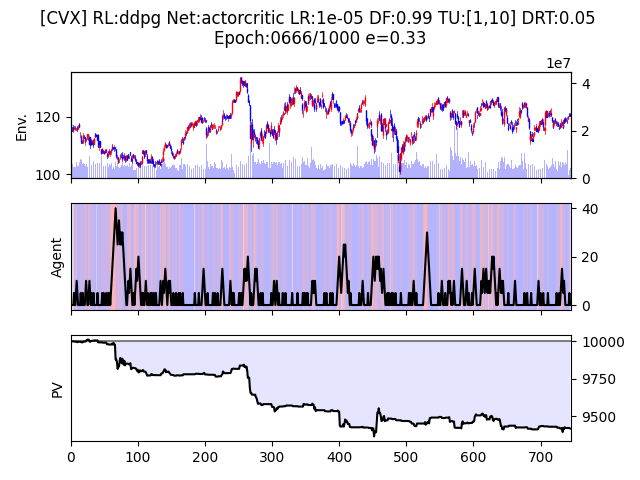 [CVX] RL:ddpg Net:actorcritic LR:1e-05 DF:0.99 TU:[1,10] DRT:0.05
Epoch:0666/1000 e=0.33
1e7
Env.
120
100
4
2
0
Agent
40
20
0
PV
10000
9750
9500
0 100 200 300 400 500 600 700